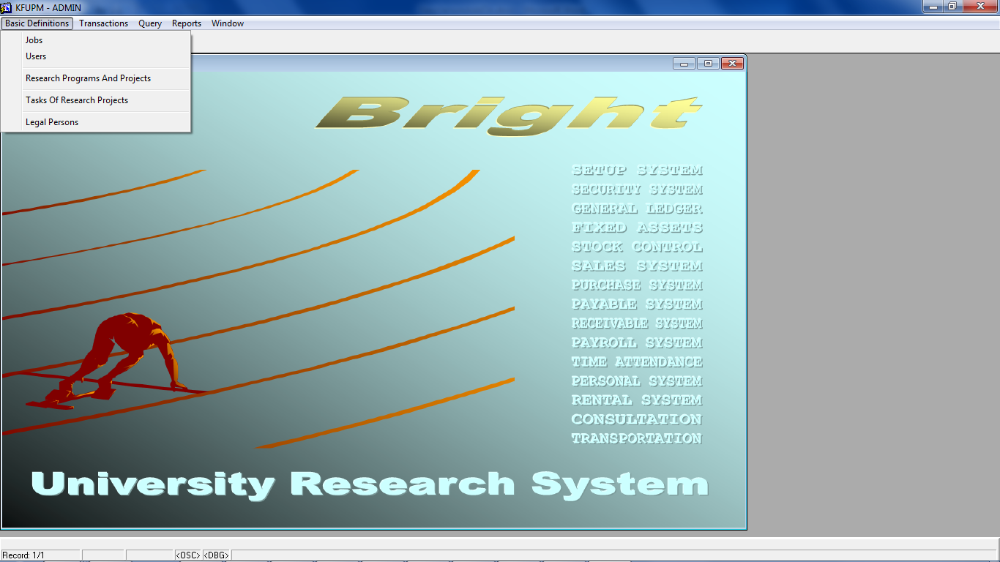 KFUPM - ADMIN
Basic Definitions Transactions Query Reports Window
Jobs
Users
Research Programs And Projects
Tasks Of Research Projects
Legal Persons
Bright
SETUP SYSTEM
SECURITY SYSTEM
GENERAL LEDGER
FIXED ASSETS
STOCK CONTROL
SALES SYSTEM
PURCHASE SYSTEM
PAYABLE SYSTEM
RECEIVABLE SYSTEM
PAYROLL SYSTEM
TIME ATTENDANCE
PERSONAL SYSTEM
RENTAL SYSTEM
CONSULTATION
TRANSPORTATION
University Research System
Record: 1/1 <OSC> <DBG>